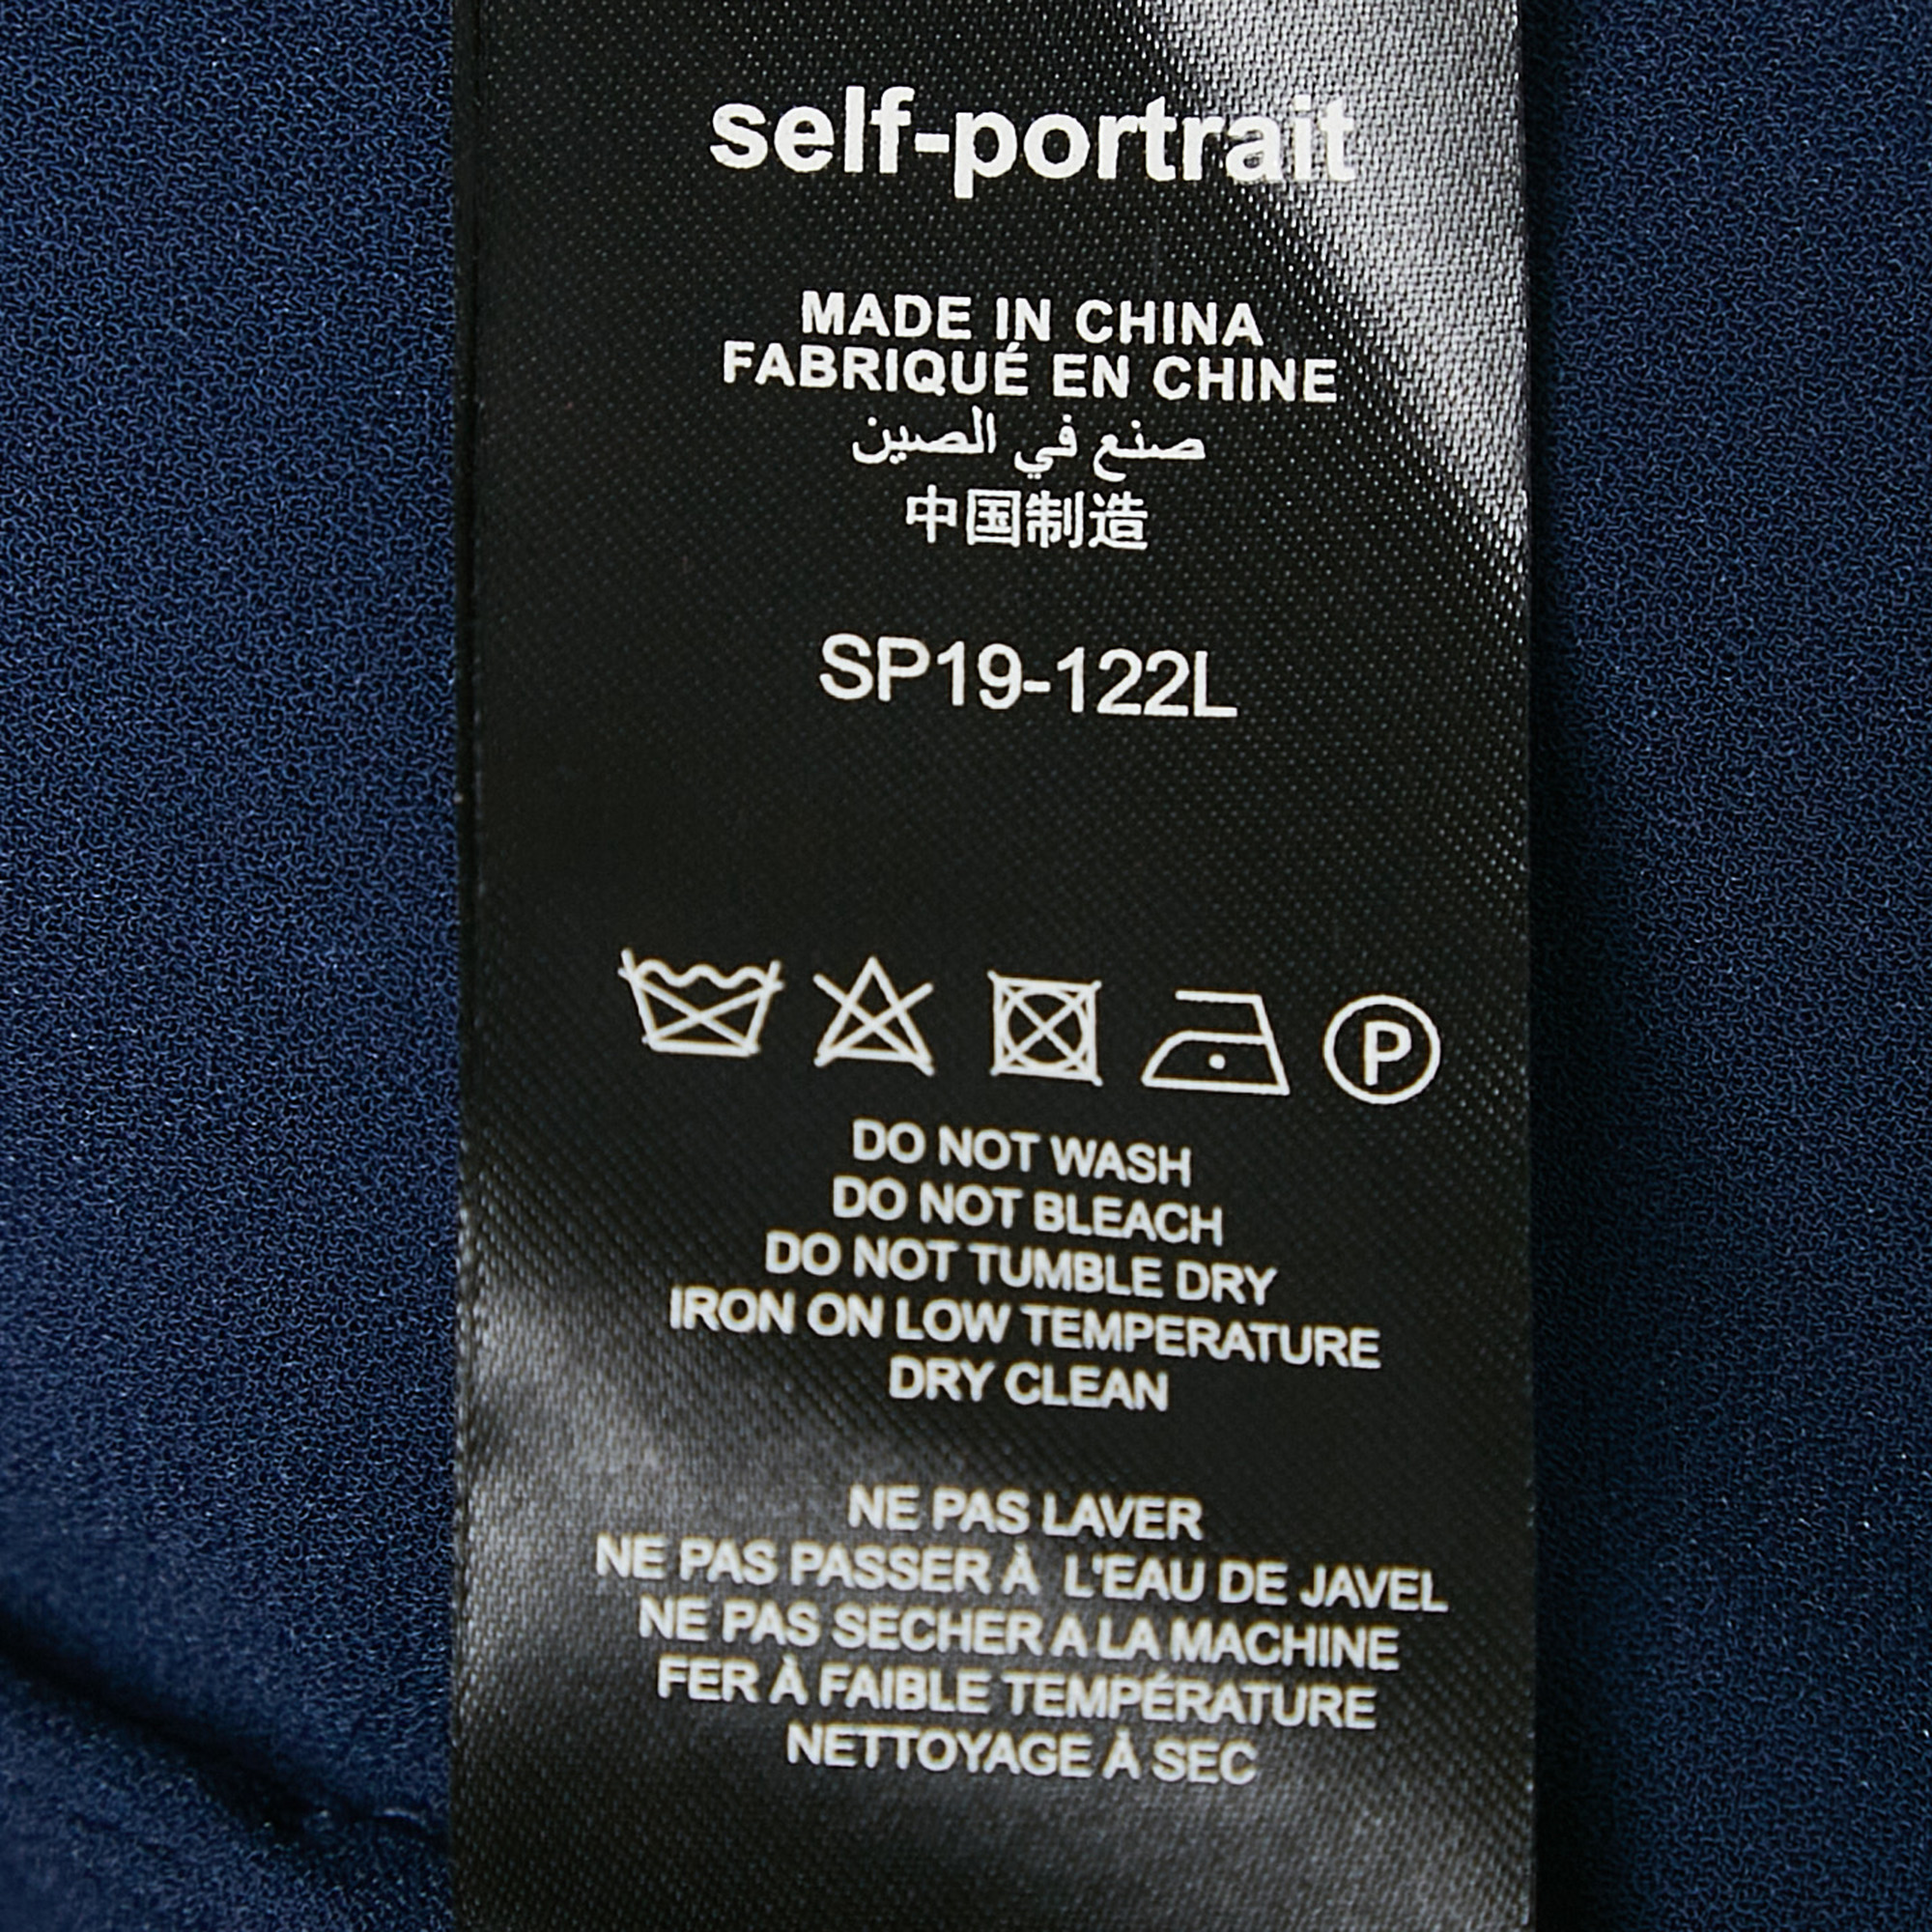 self-portrait
MADE IN CHINA
FABRIQUÉ EN CHINE
صنع في الصين
中国制造
SP19-122L
P
DO NOT WASH
DO NOT BLEACH
DO NOT TUMBLE DRY
IRON ON LOW TEMPERATURE
DRY CLEAN
NE PAS LAVER
NE PAS PASSER À L'EAU DE JAVEL
NE PAS SECHER A LA MACHINE
FER À FAIBLE TEMPÉRATURE
NETTOYAGE À SEC